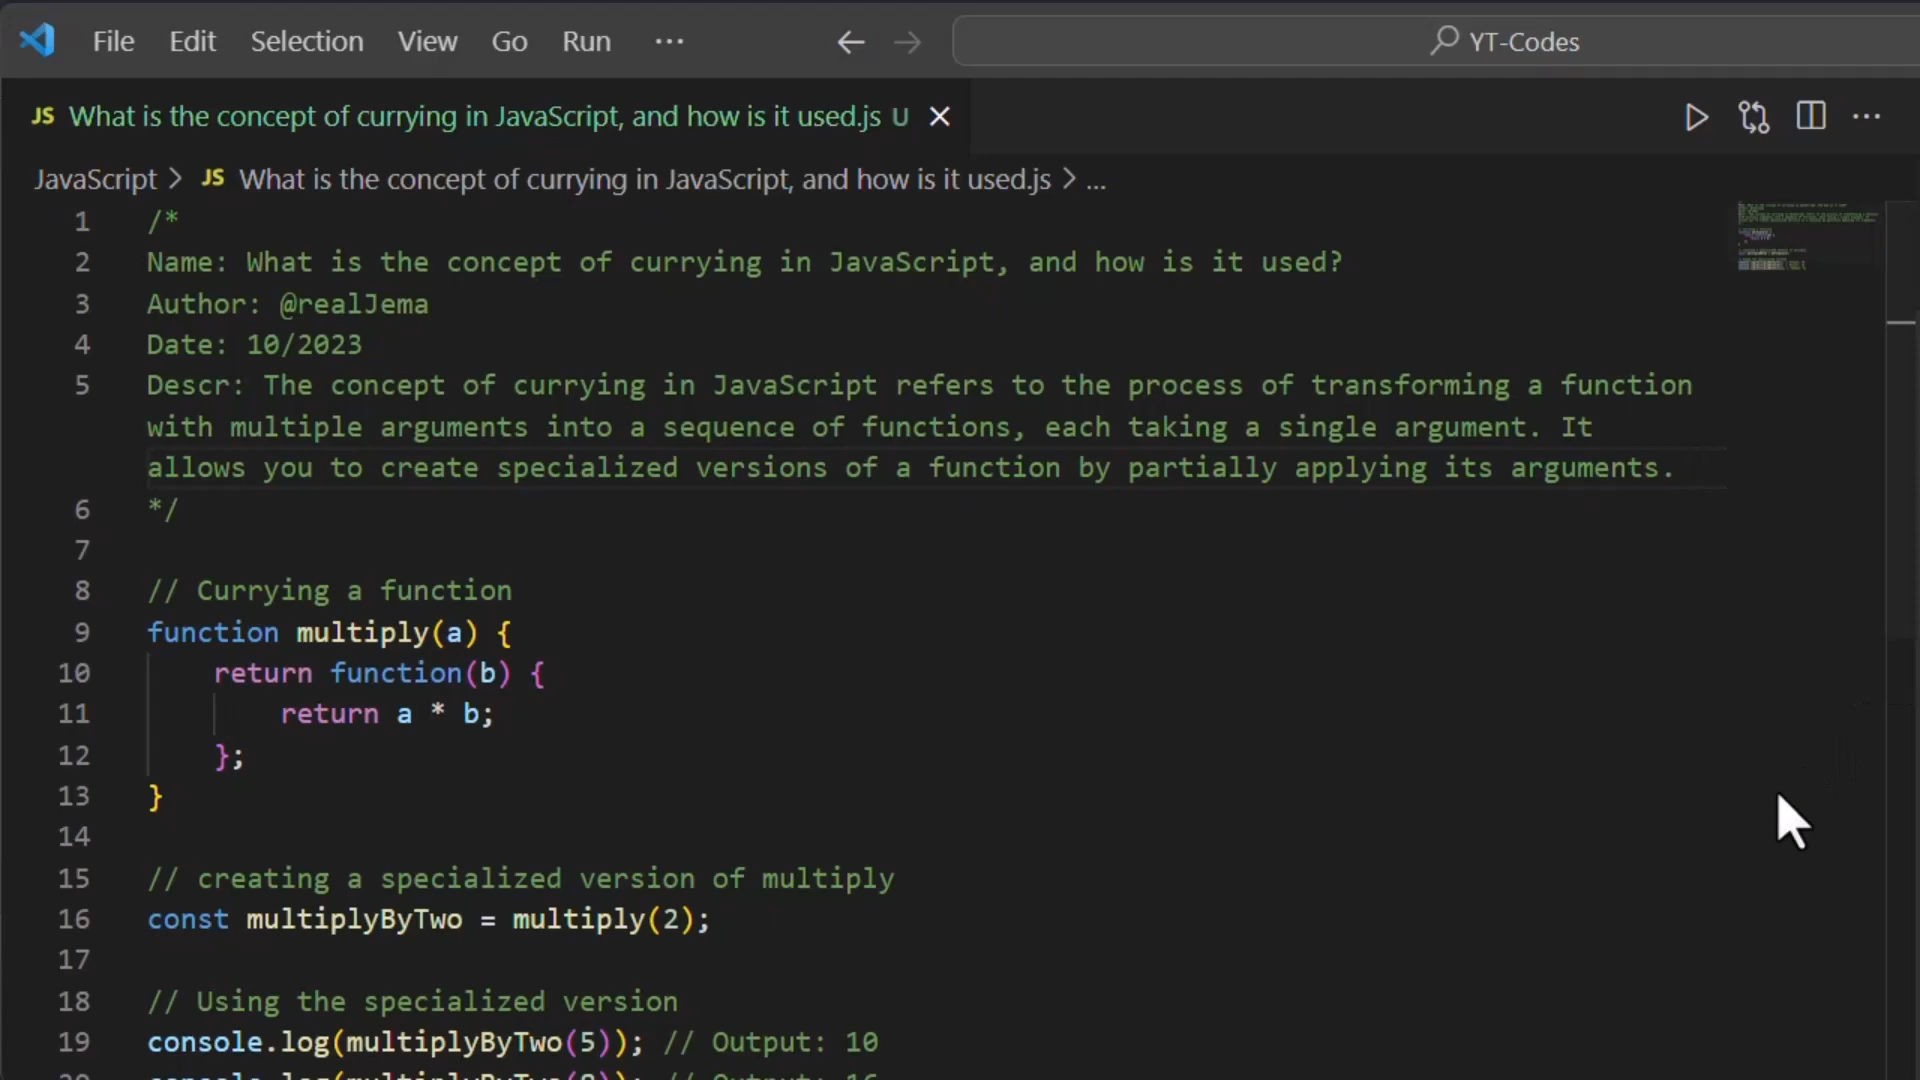 File Edit Selection View Go Run ··· YT-Codes
JS What is the concept of currying in JavaScript, and how is it used.js U
JavaScript > JS What is the concept of currying in JavaScript, and how is it used.js > ...
1 /*
2 Name: What is the concept of currying in JavaScript, and how is it used?
3 Author: @realJema
4 Date: 10/2023
5 Descr: The concept of currying in JavaScript refers to the process of transforming a function
with multiple arguments into a sequence of functions, each taking a single argument. It
allows you to create specialized versions of a function by partially applying its arguments.
6 */
7
8 // Currying a function
9 function multiply(a) {
10 return function(b) {
11 return a * b;
12 };
13 }
14
15 // creating a specialized version of multiply
16 const multiplyByTwo = multiply(2);
17
18 // Using the specialized version
19 console.log(multiplyByTwo(5)); // Output: 10